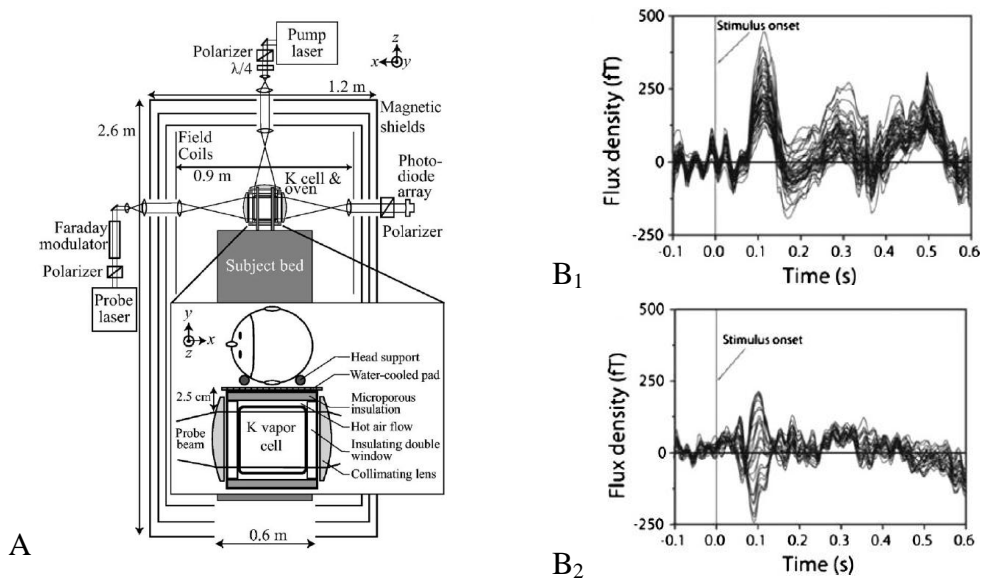 Pump
laser
Polarizer
λ/4
z
x
y
1.2 m
2.6 m
Magnetic
shields
Field
Coils
0.9 m
K cell &
oven
Photo-
diode
array
Faraday
modulator
Polarizer
Polarizer
Probe
laser
Subject bed
y
z
x
Head support
Water-cooled pad
2.5 cm
Microporous
insulation
Hot air flow
K vapor
cell
Probe
beam
Insulating double
window
Collimating lens
0.6 m
A
500
250
0
-250
Flux density (fT)
Stimulus onset
-0.1 0.0 0.1 0.2 0.3 0.4 0.5 0.6
Time (s)
B1
500
250
0
-250
Flux density (fT)
Stimulus onset
-0.1 0.0 0.1 0.2 0.3 0.4 0.5 0.6
Time (s)
B2